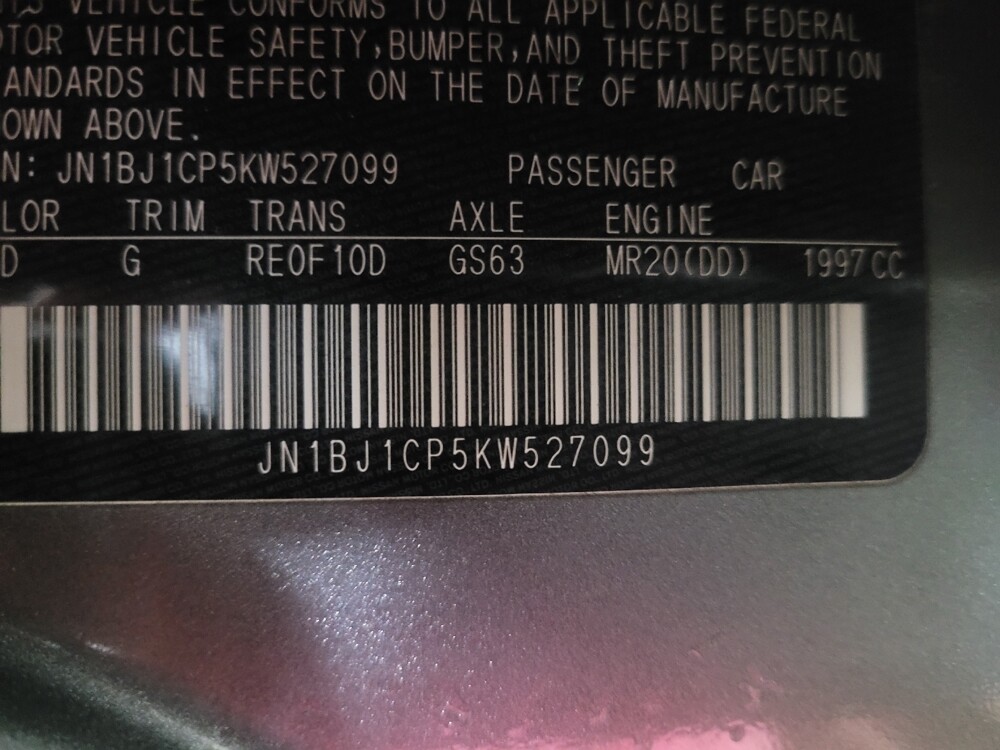 VEHICLE CONFORMS TO ALL APPLICABLE FEDERAL
TOR VEHICLE SAFETY,BUMPER,AND THEFT PREVENTION
ANDARDS IN EFFECT ON THE DATE OF MANUFACTURE
OWN ABOVE.
N: JN1BJ1CP5KW527099 PASSENGER CAR
LOR TRIM TRANS AXLE ENGINE
D G RE0F10D GS63 MR20(DD) 1997CC
JN1BJ1CP5KW527099